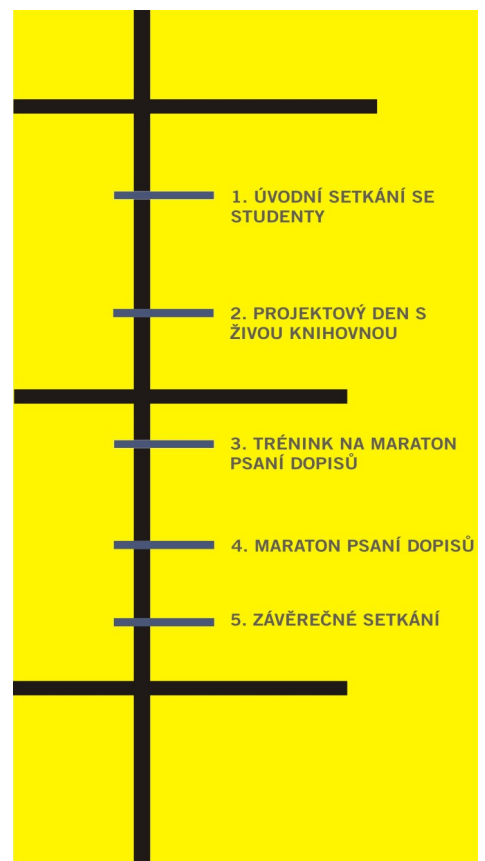 1. ÚVODNÍ SETKÁNÍ SE
STUDENTY
2. PROJEKTOVÝ DEN S
ŽIVOU KNIHOVNOU
3. TRÉNINK NA MARATON
PSANÍ DOPISŮ
4. MARATON PSANÍ DOPISŮ
5. ZÁVĚREČNÉ SETKÁNÍ